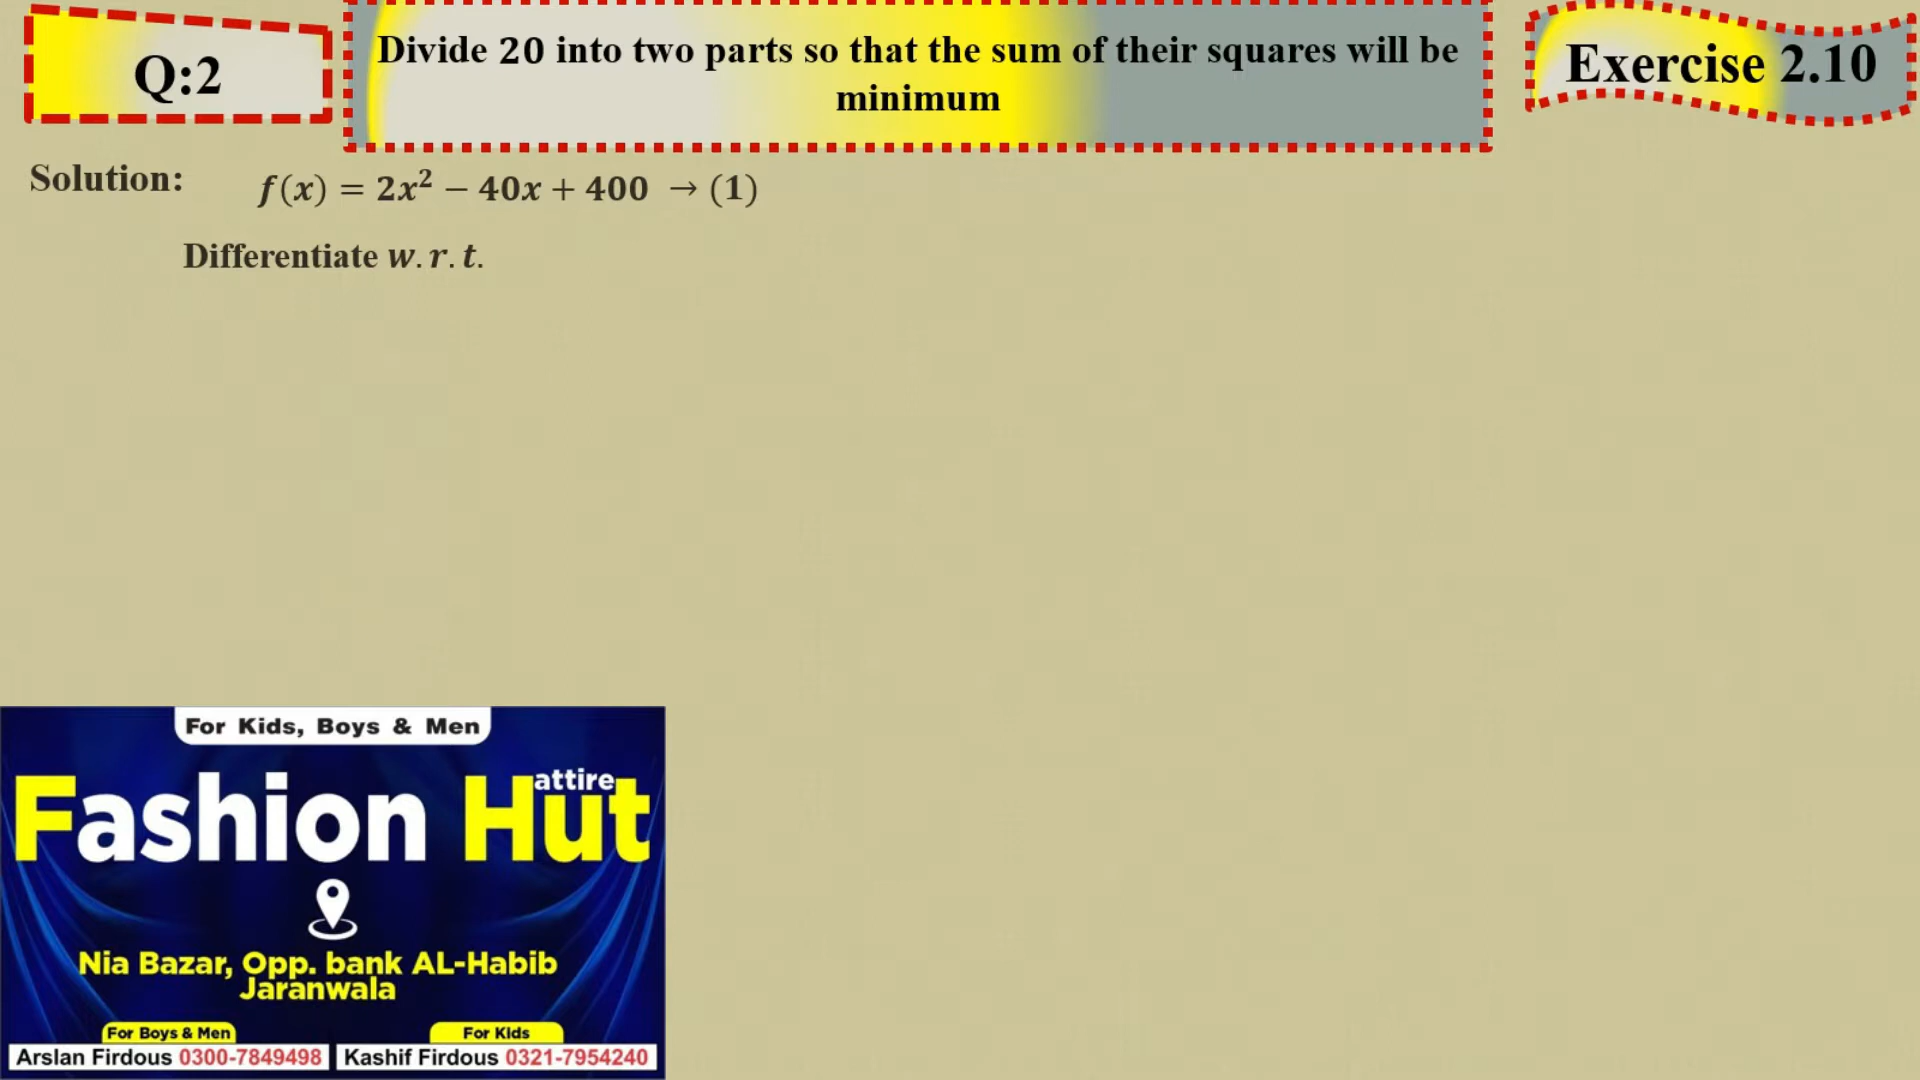 Q:2
Divide 20 into two parts so that the sum of their squares will be
minimum
Exercise 2.10
Solution: f(x) = 2x² − 40x + 400 → (1)
Differentiate w.r.t.
For Kids, Boys & Men
Fashion Hut
attire
Nia Bazar, Opp. bank AL-Habib
Jaranwala
For Boys & Men
For Kids
Arslan Firdous 0300-7849498
Kashif Firdous 0321-7954240